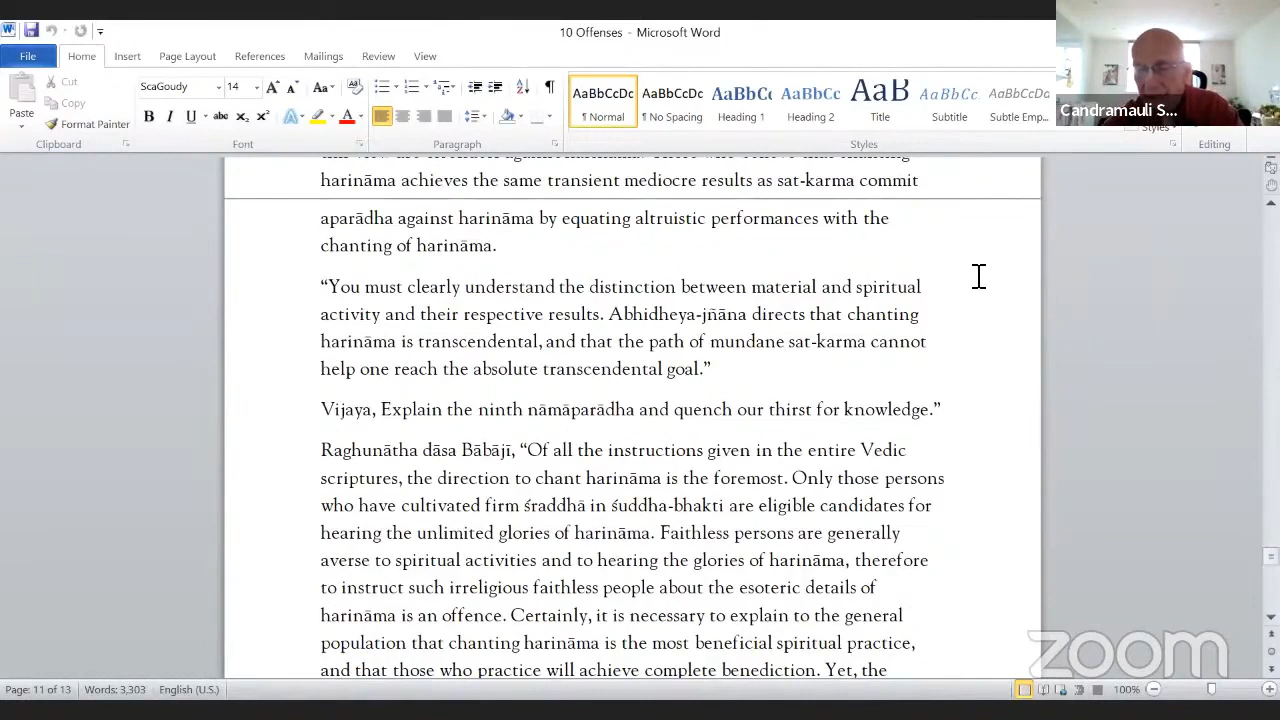 10 Offenses - Microsoft Word
File Home Insert Page Layout References Mailings Review View
Candramauli S...
Cut
Copy
Format Painter
Paste
ScaGoudy 14
AaBbCcDc AaBbCcDc AaBbCc AaBbCc AaB AaBbCc. AaBbCcDc
¶ Normal ¶ No Spacing Heading 1 Heading 2 Title Subtitle Subtle Emp...
Styles
Clipboard Font Paragraph Styles Editing
harināma achieves the same transient mediocre results as sat-karma commit
aparādha against harināma by equating altruistic performances with the
chanting of harināma.
“You must clearly understand the distinction between material and spiritual
activity and their respective results. Abhidheya-jñāna directs that chanting
harināma is transcendental, and that the path of mundane sat-karma cannot
help one reach the absolute transcendental goal.”
Vijaya, Explain the ninth nāmāparādha and quench our thirst for knowledge.”
Raghunātha dāsa Bābājī, “Of all the instructions given in the entire Vedic
scriptures, the direction to chant harināma is the foremost. Only those persons
who have cultivated firm śraddhā in śuddha-bhakti are eligible candidates for
hearing the unlimited glories of harināma. Faithless persons are generally
averse to spiritual activities and to hearing the glories of harināma, therefore
to instruct such irreligious faithless people about the esoteric details of
harināma is an offence. Certainly, it is necessary to explain to the general
population that chanting harināma is the most beneficial spiritual practice,
and that those who practice will achieve complete benediction. Yet, the
zoom
Page: 11 of 13 Words: 3,303 English (U.S.) 100%